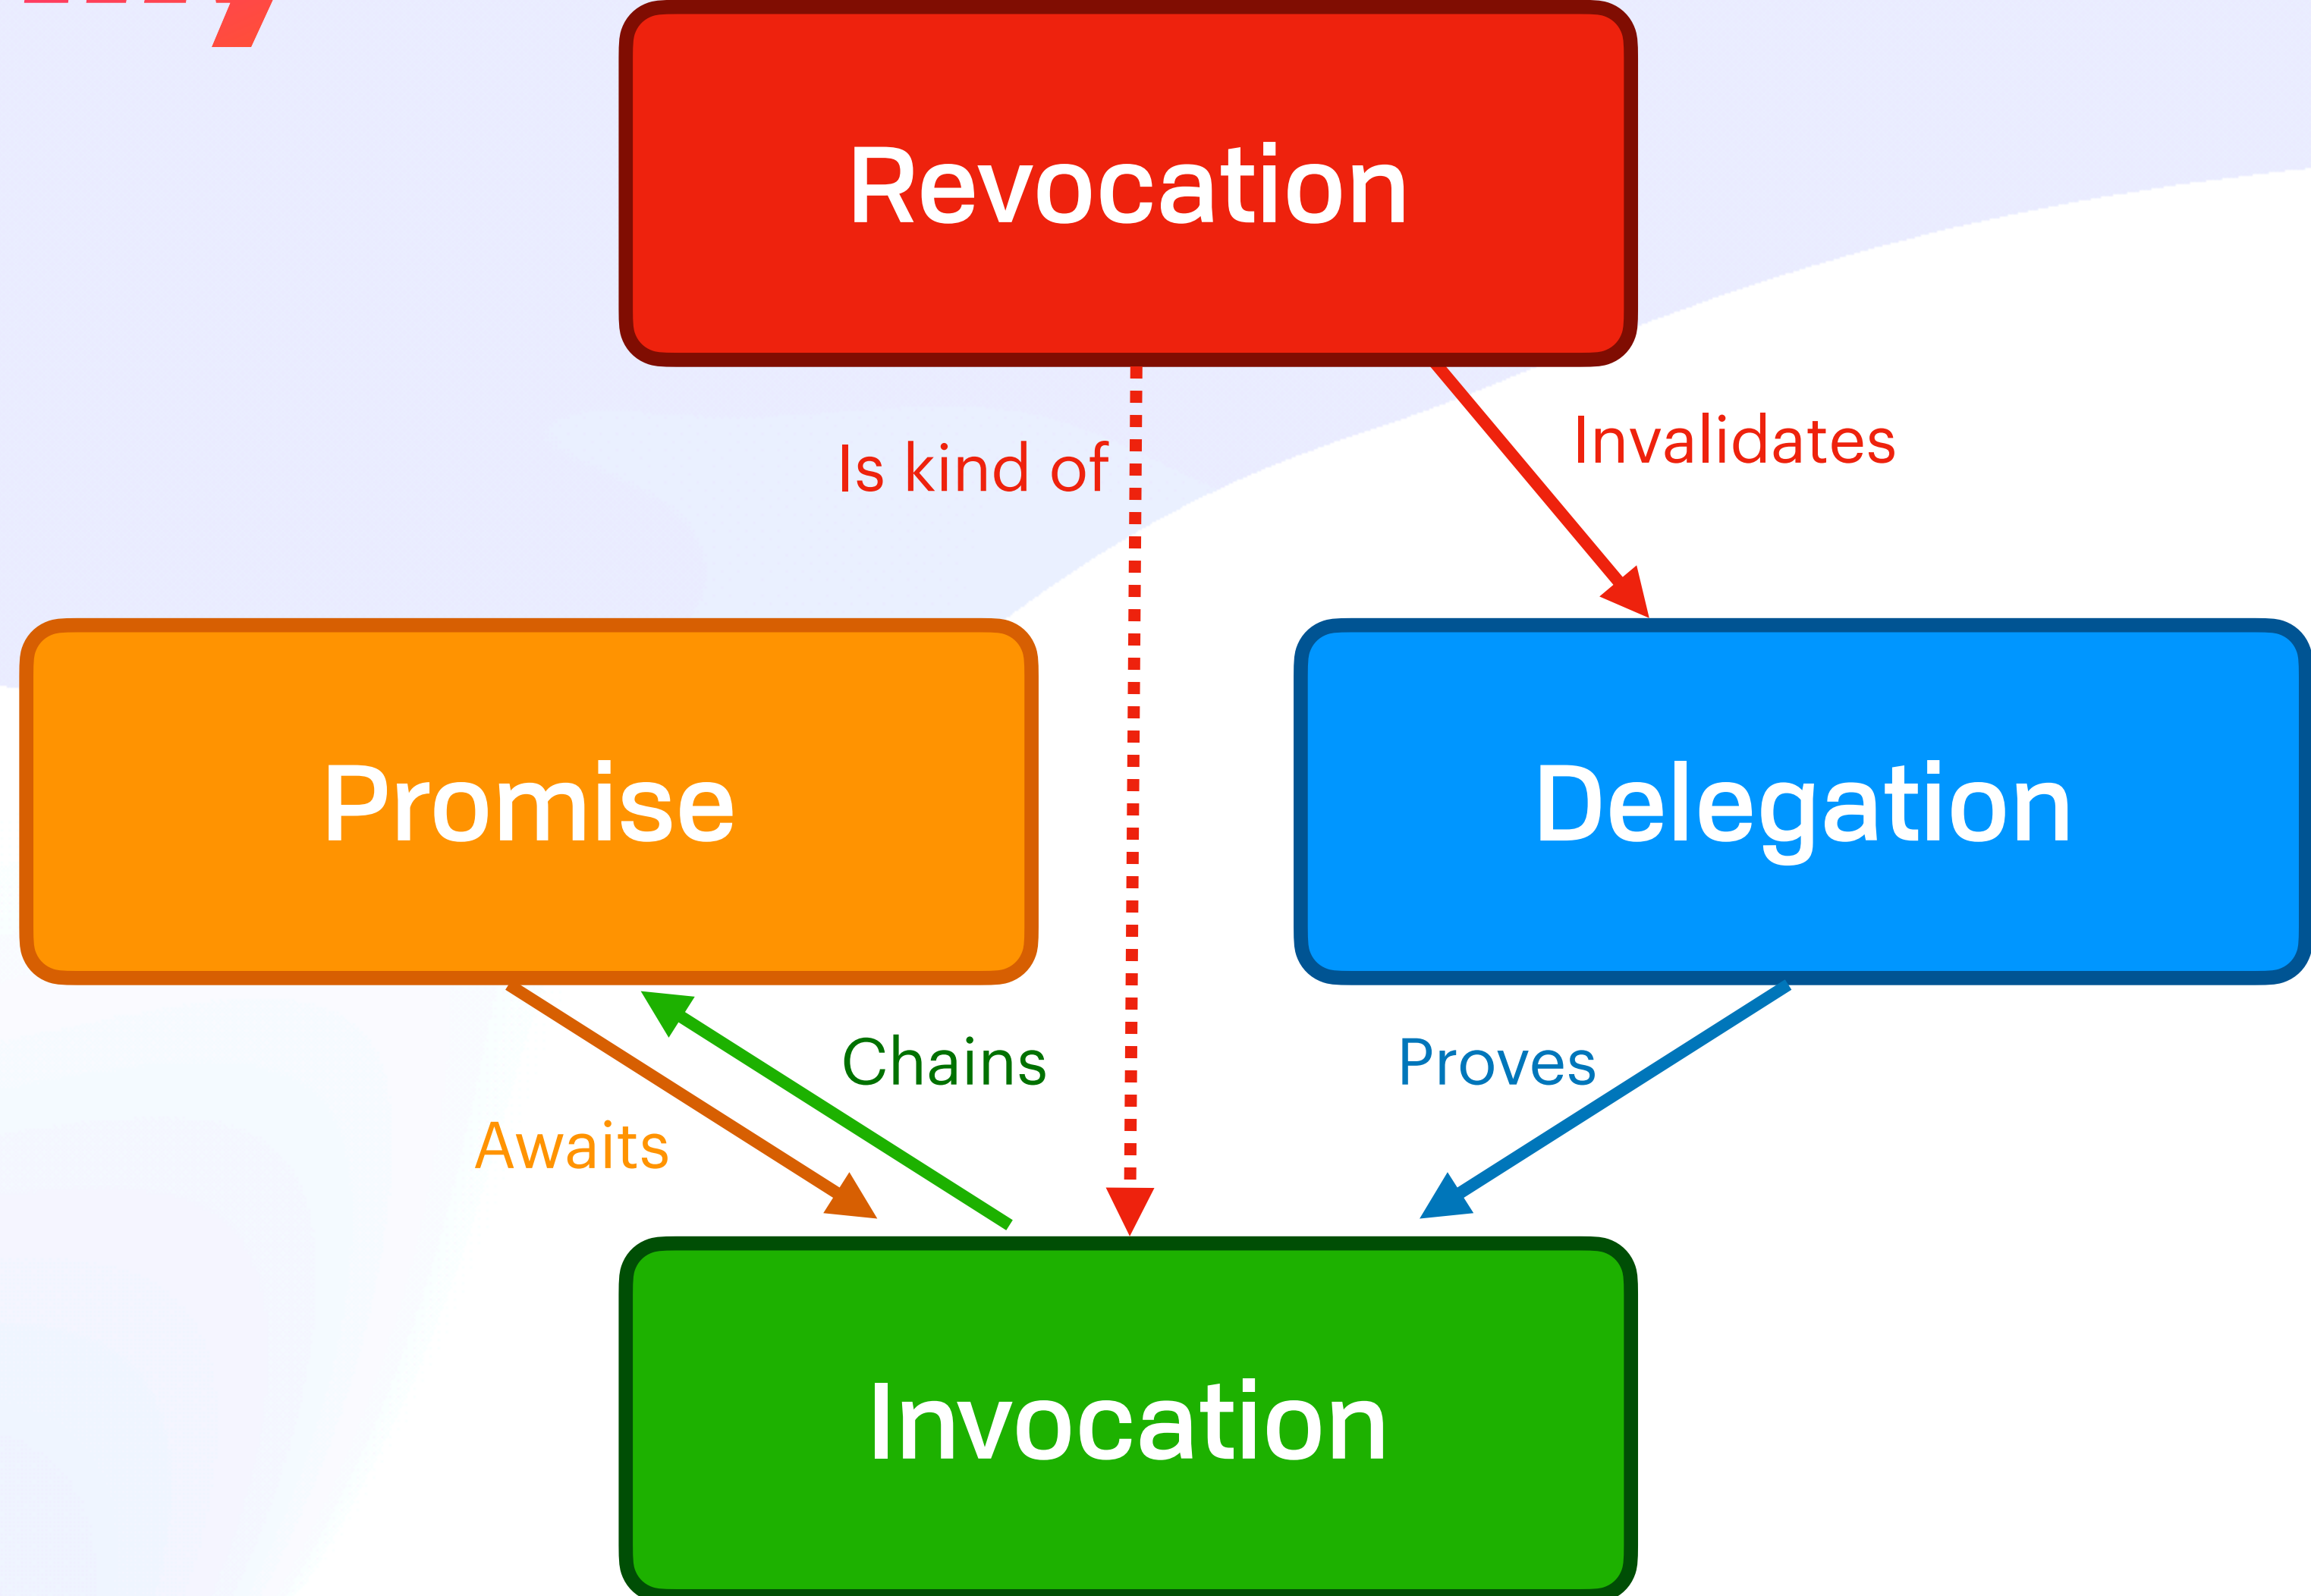 Revocation
Is kind of
Invalidates
Promise
Delegation
Chains
Proves
Awaits
Invocation